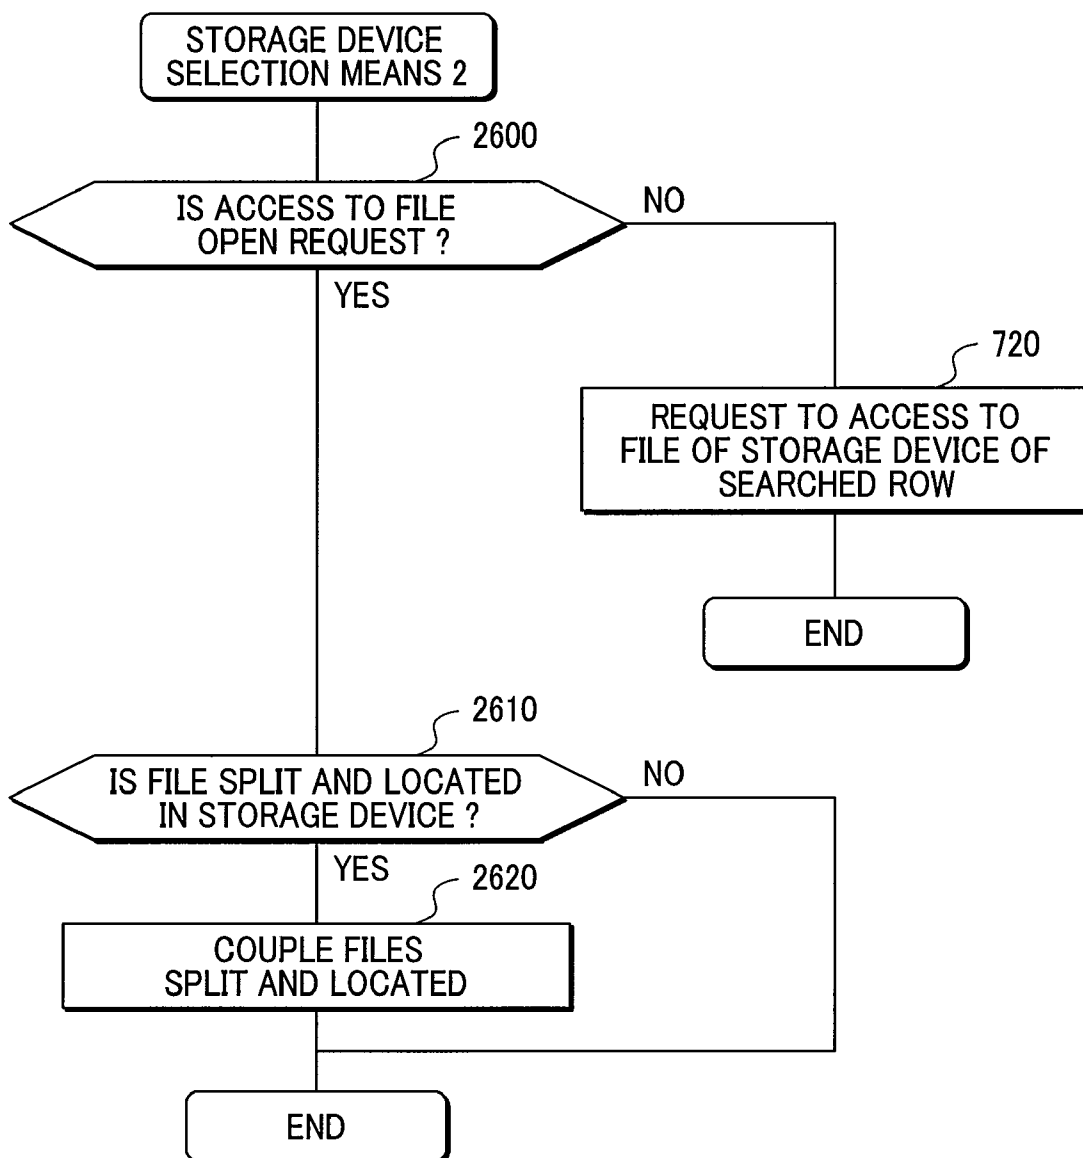 STORAGE DEVICE
SELECTION MEANS 2
2600
IS ACCESS TO FILE
OPEN REQUEST ?
NO
YES
720
REQUEST TO ACCESS TO
FILE OF STORAGE DEVICE OF
SEARCHED ROW
END
2610
IS FILE SPLIT AND LOCATED
IN STORAGE DEVICE ?
NO
YES
2620
COUPLE FILES
SPLIT AND LOCATED
END